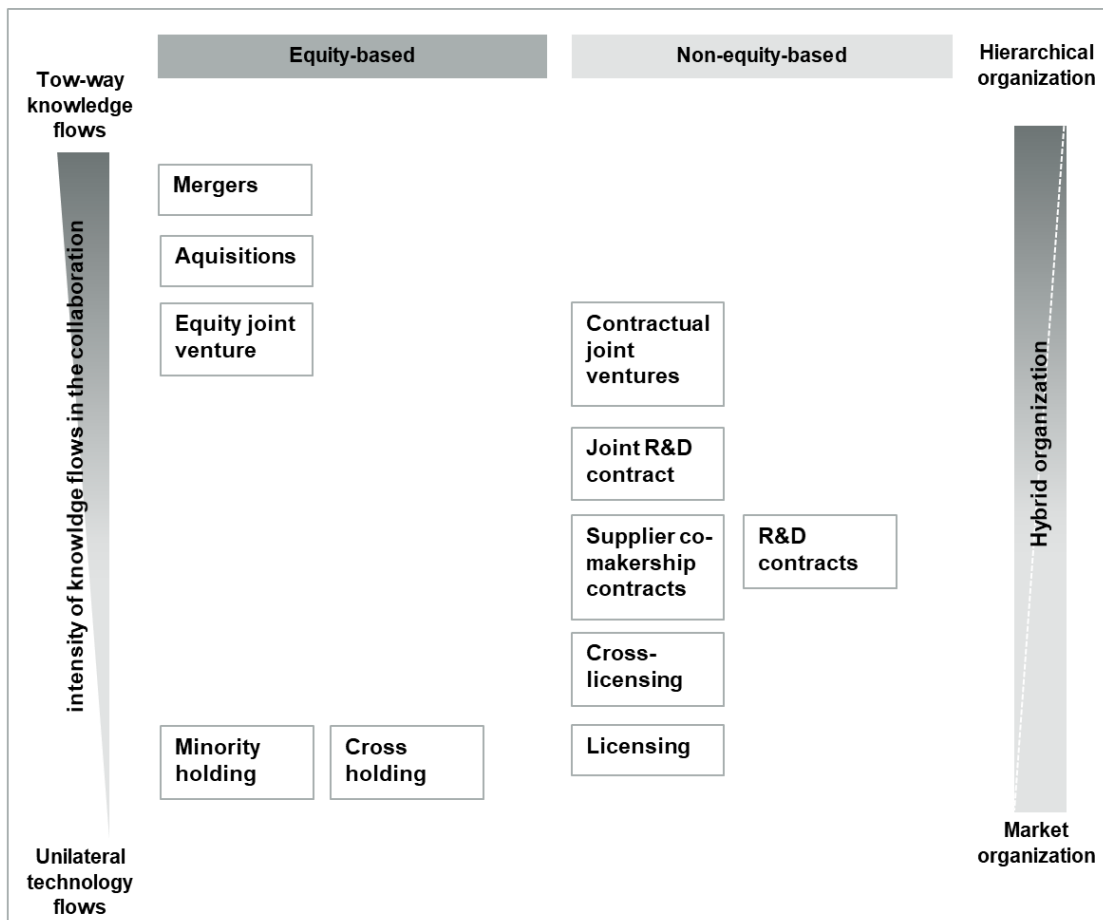 Equity-based
Non-equity-based
Hierarchical
organization
Tow-way
knowledge
flows
Mergers
Aquisitions
Equity joint
venture
Contractual
joint
ventures
Joint R&D
contract
Supplier co-
makership
contracts
R&D
contracts
Cross-
licensing
Minority
holding
Cross
holding
Licensing
intensity of knowldge flows in the collaboration
Hybrid organization
Unilateral
technology
flows
Market
organization